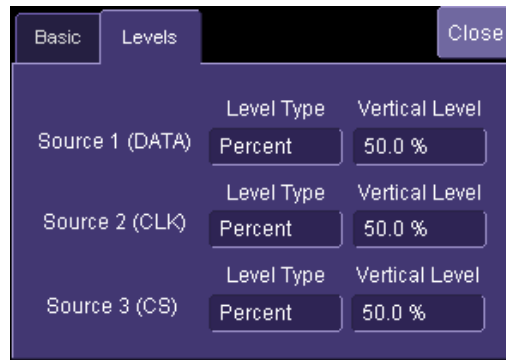 Basic Levels Close
Level Type Vertical Level
Source 1 (DATA) Percent 50.0 %
Level Type Vertical Level
Source 2 (CLK) Percent 50.0 %
Level Type Vertical Level
Source 3 (CS) Percent 50.0 %